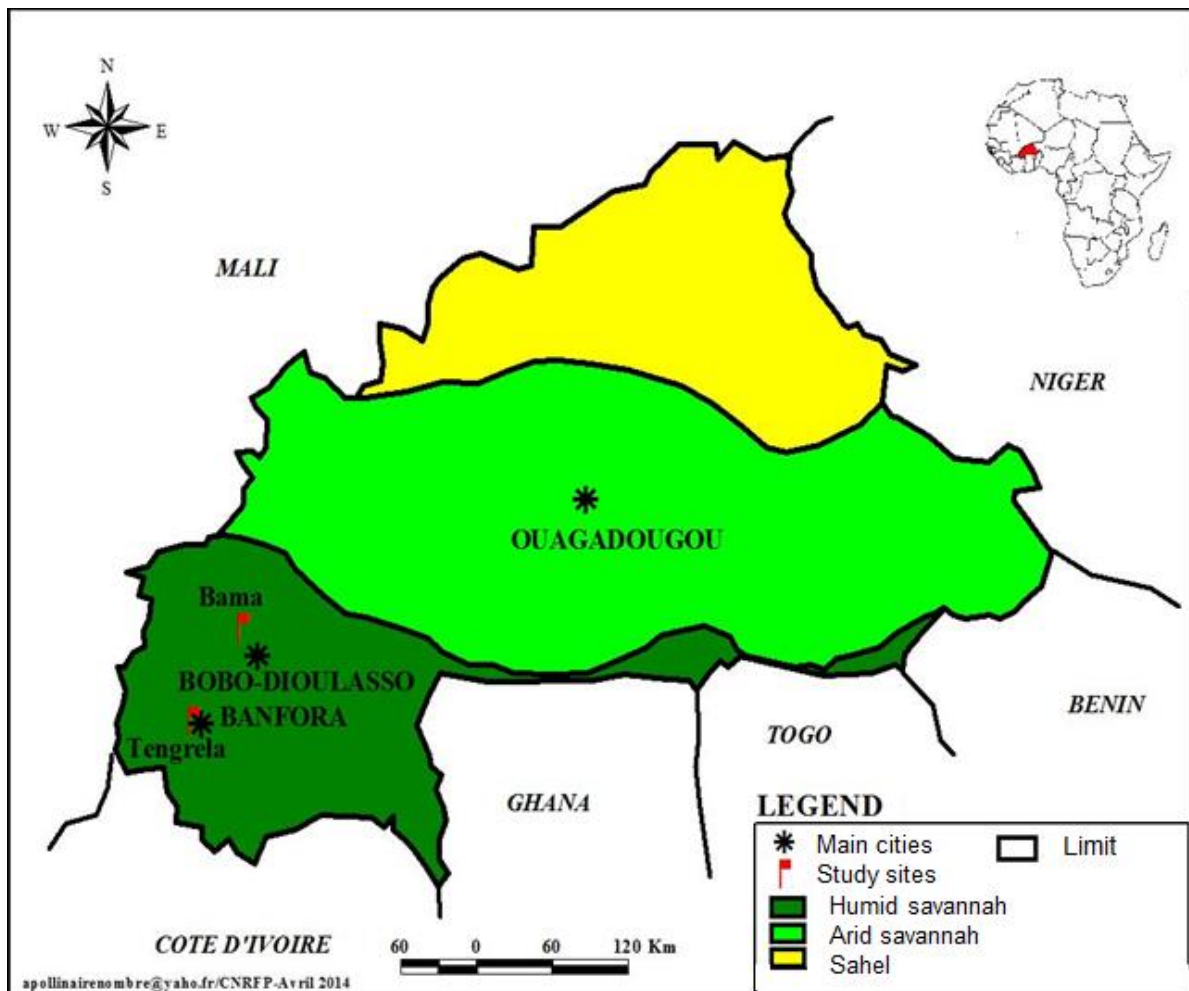 N
W E
S
MALI
NIGER
OUAGADOUGOU
Bama
BOBO-DIOULASSO
BANFORA
Tengrela
BENIN
TOGO
GHANA
LEGEND
Main cities
Limit
Study sites
Humid savannah
Arid savannah
Sahel
COTE D'IVOIRE
60 0 60 120 Km
apollinairenombre@yaho.fr/CNRFP-Avril 2014